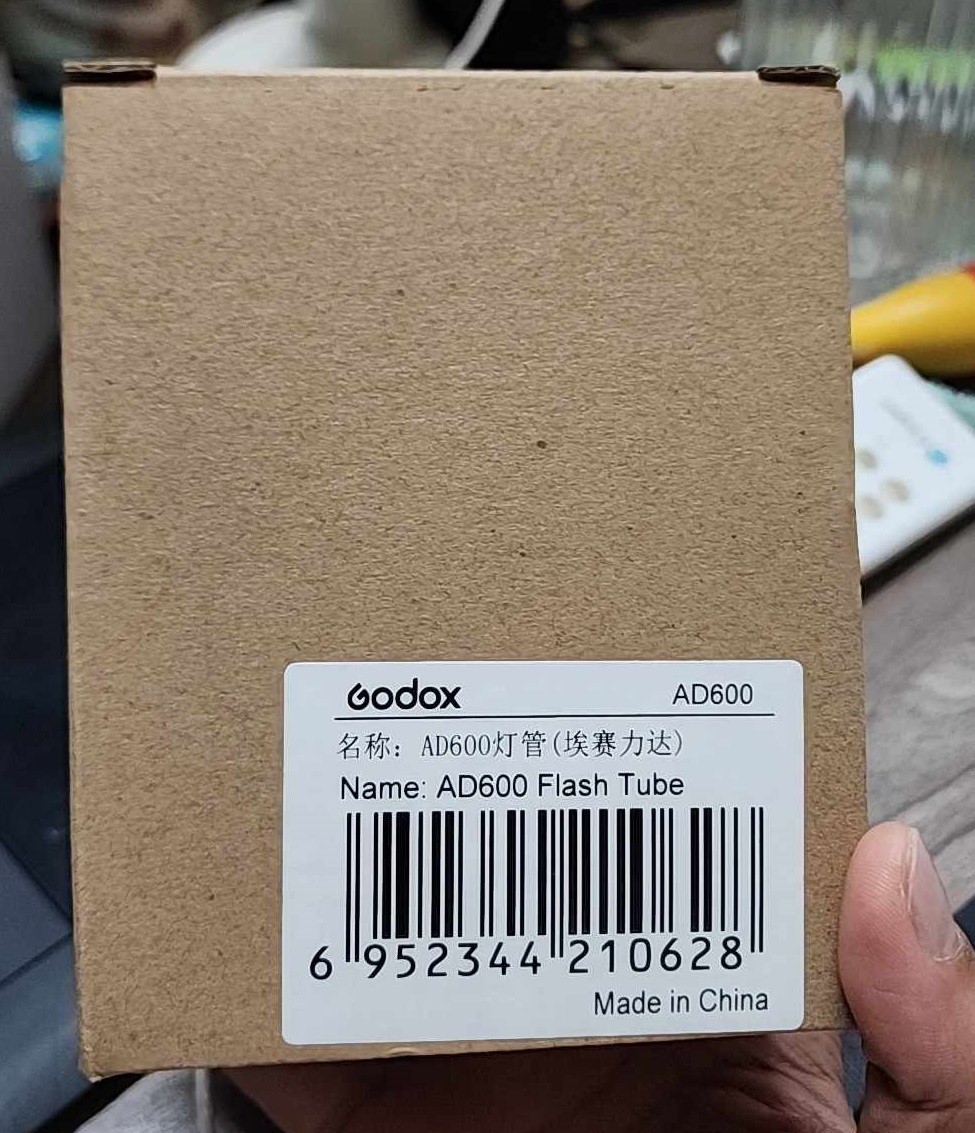 Godox AD600
名称: AD600灯管(埃赛力达)
Name: AD600 Flash Tube
6 952344 210628
Made in China